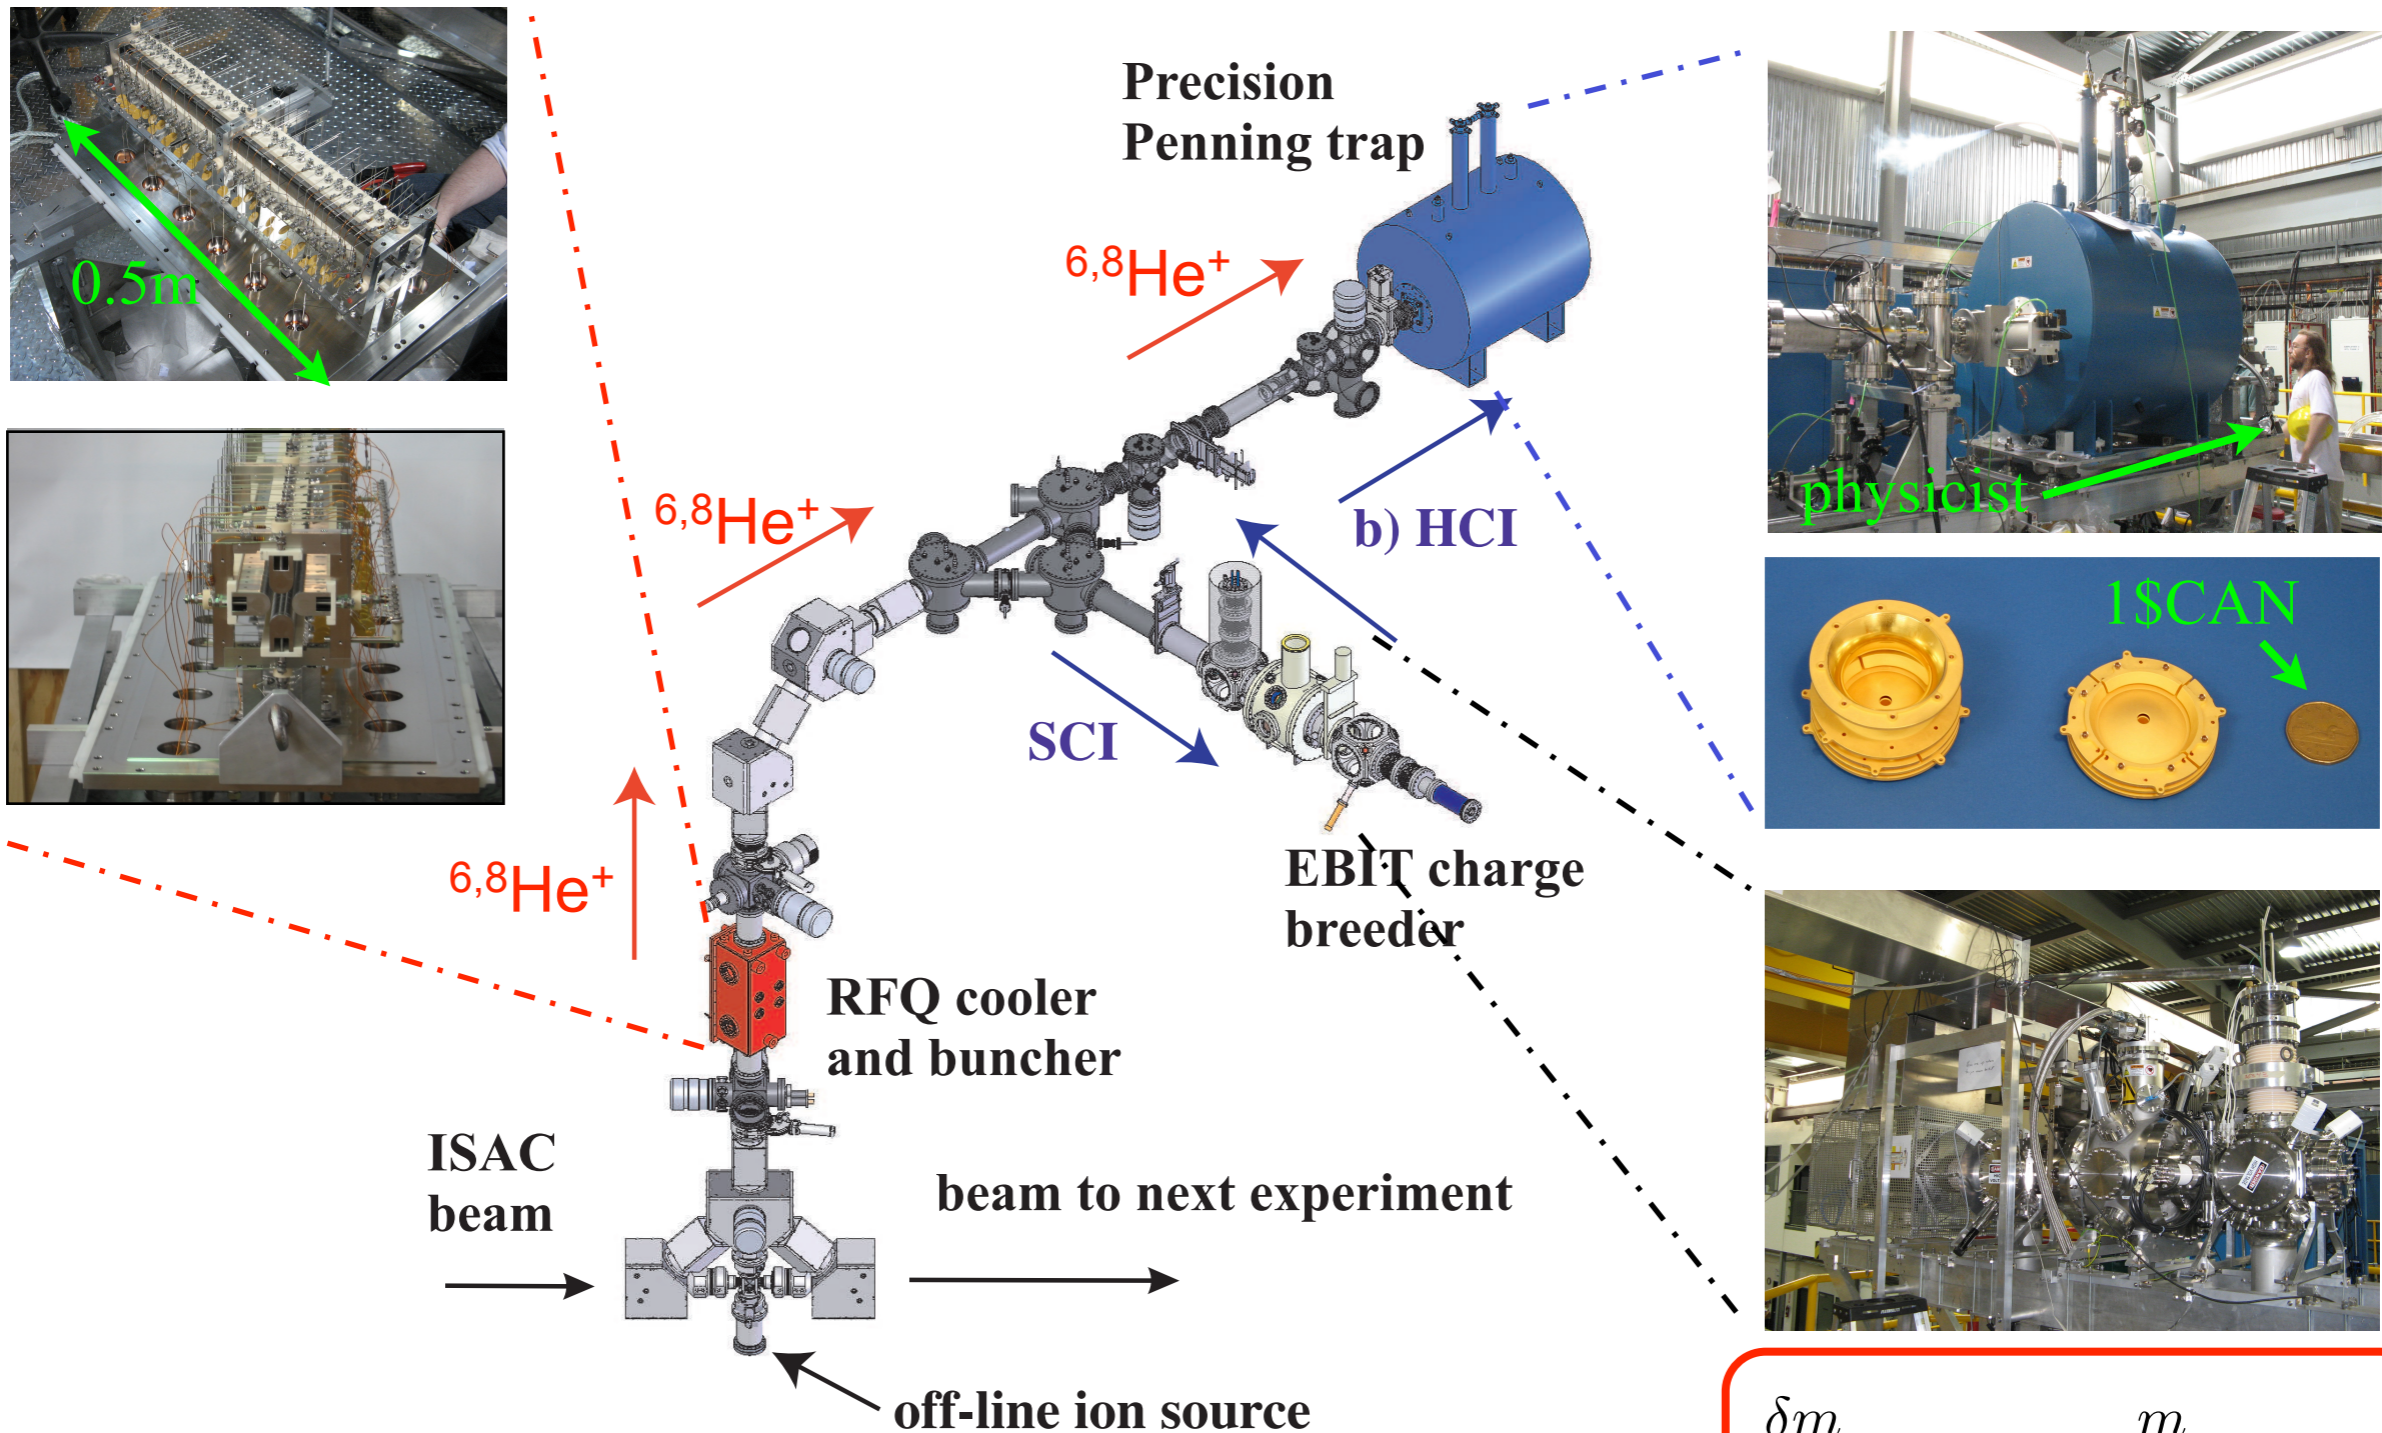 Precision
Penning trap
0.5m
6,8He+
6,8He+
b) HCI
physicist
1$CAN
SCI
6,8He+
EBIT charge
breeder
RFQ cooler
and buncher
ISAC
beam
beam to next experiment
off-line ion source
δm m